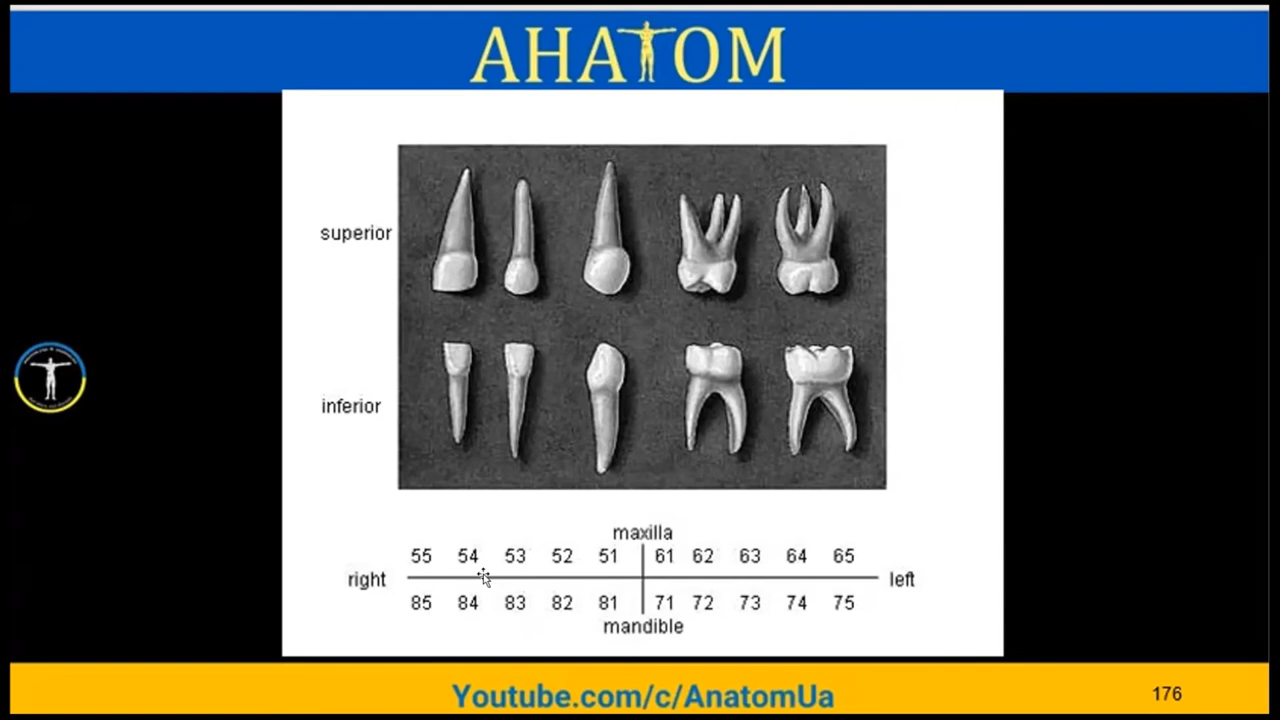 АНАТОМ
superior
inferior
maxilla
55 54 53 52 51 61 62 63 64 65
right left
85 84 83 82 81 71 72 73 74 75
mandible
Youtube.com/c/AnatomUa
176